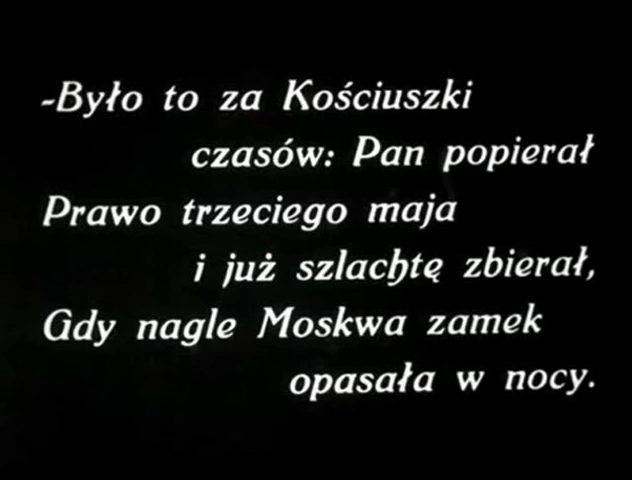 -Było to za Kościuszki
czasów: Pan popierał
Prawo trzeciego maja
i już szlachtę zbierał,
Gdy nagle Moskwa zamek
opasała w nocy.